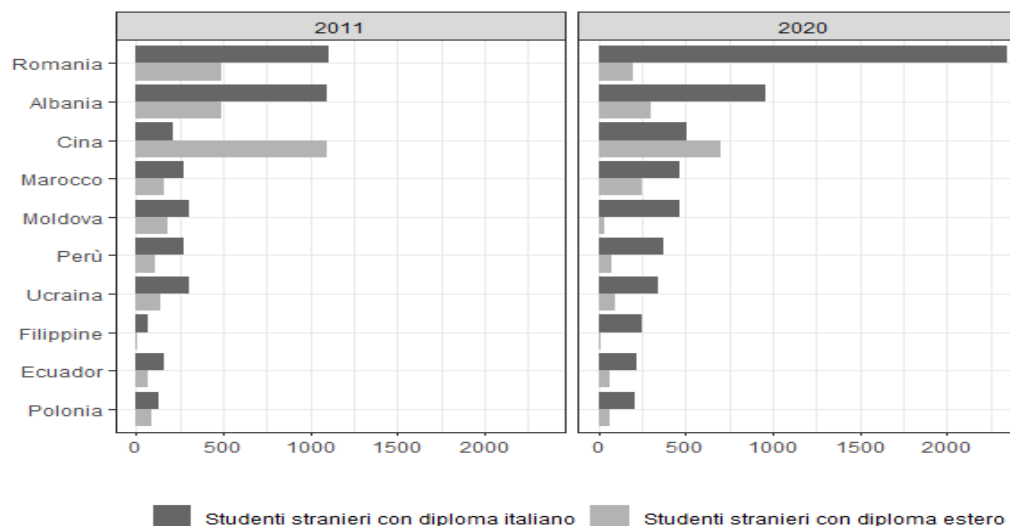 2011
2020
Romania
Albania
Cina
Marocco
Moldova
Perù
Ucraina
Filippine
Ecuador
Polonia
0 500 1000 1500 2000
0 500 1000 1500 2000
Studenti stranieri con diploma italiano
Studenti stranieri con diploma estero